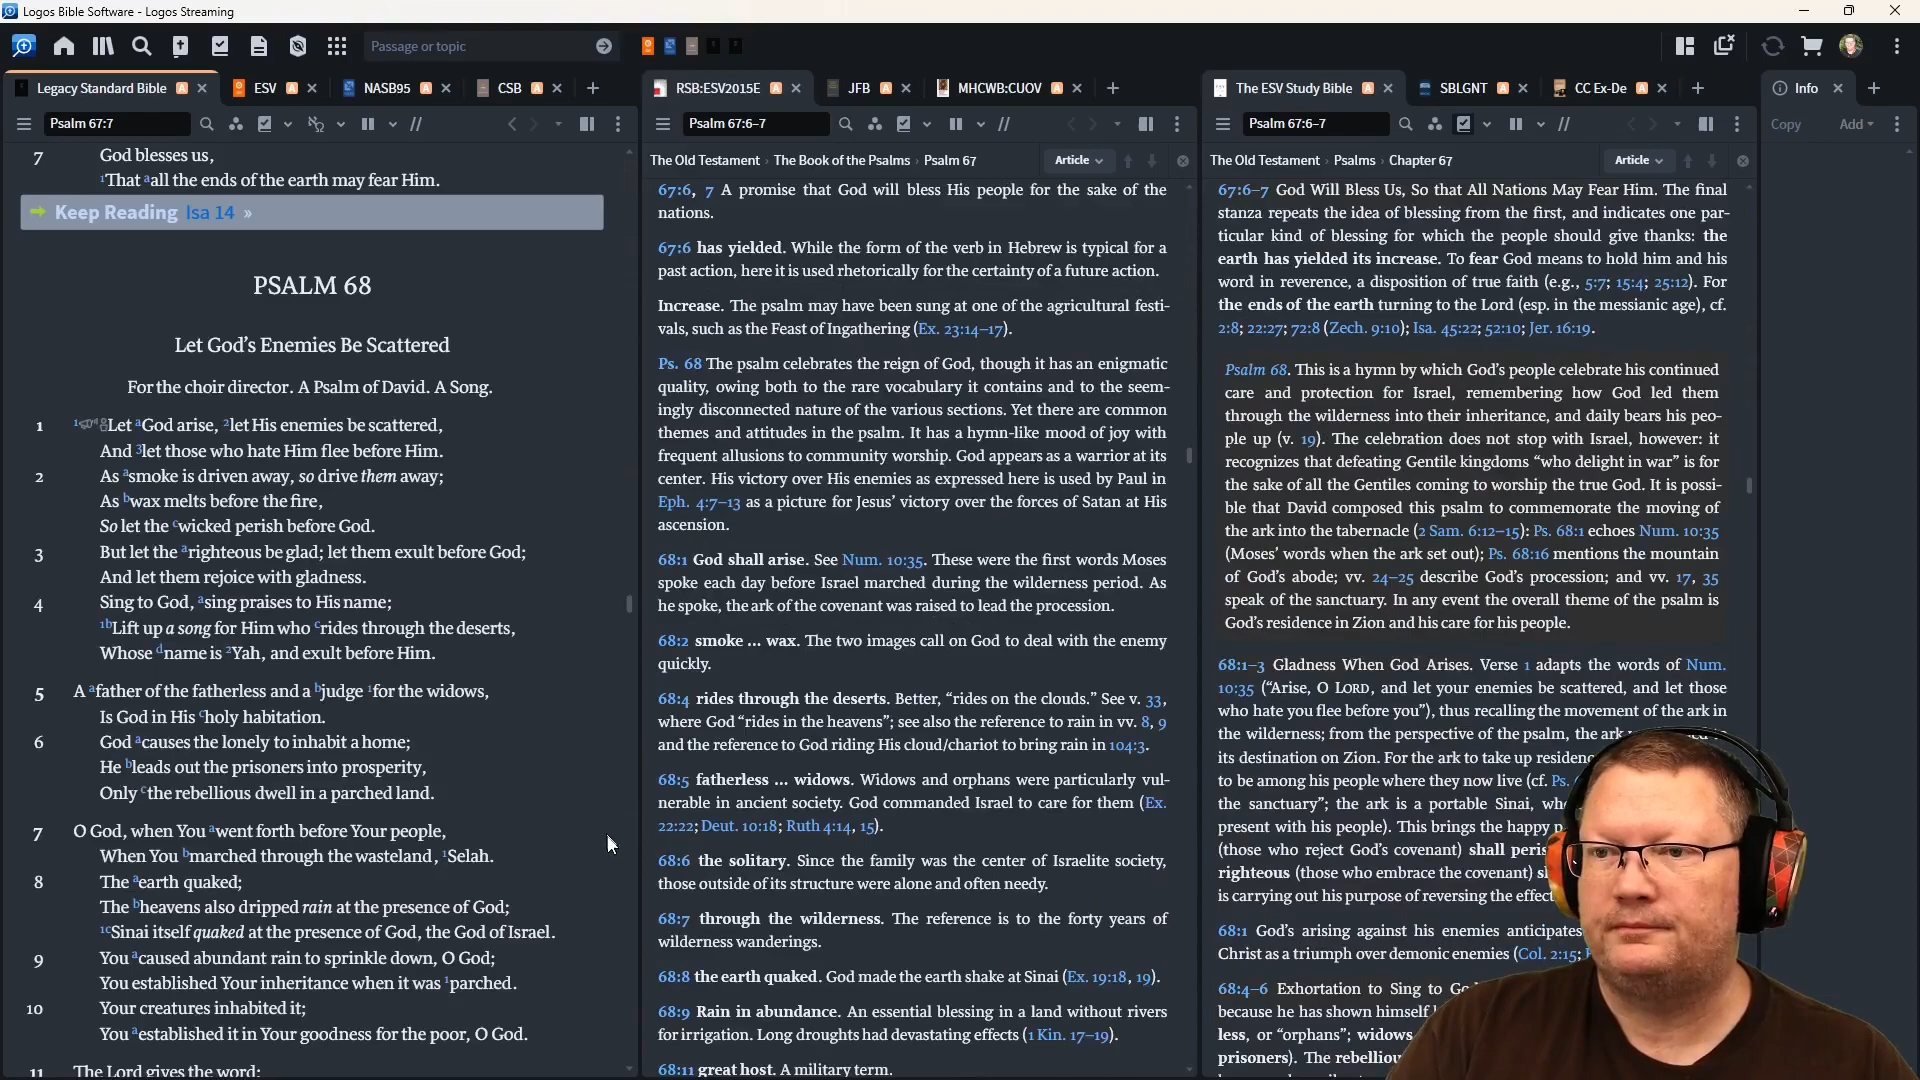 Logos Bible Software - Logos Streaming
Passage or topic
Legacy Standard Bible A
ESV A
NASB95 A
CSB A
RSB:ESV2015E A
JFB A
MHCWB:CUOV A
The ESV Study Bible A
SBLGNT A
CC Ex-De A
Info
Psalm 67:7
Psalm 67:6–7
Psalm 67:6–7
Copy Add
7 God blesses us,
1That aall the ends of the earth may fear Him.
Keep Reading Isa 14 »
PSALM 68
Let God’s Enemies Be Scattered
For the choir director. A Psalm of David. A Song.
1 1Let aGod arise, 2let His enemies be scattered,
And 3let those who hate Him flee before Him.
2 As asmoke is driven away, so drive them away;
As bwax melts before the fire,
So let the cwicked perish before God.
3 But let the arighteous be glad; let them exult before God;
And let them rejoice with gladness.
4 Sing to God, asing praises to His name;
1bLift up a song for Him who crides through the deserts,
Whose dname is 2Yah, and exult before Him.
5 A afather of the fatherless and a bjudge 1for the widows,
Is God in His choly habitation.
6 God acauses the lonely to inhabit a home;
He bleads out the prisoners into prosperity,
Only cthe rebellious dwell in a parched land.
7 O God, when You awent forth before Your people,
When You bmarched through the wasteland, 1Selah.
8 The aearth quaked;
The bheavens also dripped rain at the presence of God;
1cSinai itself quaked at the presence of God, the God of Israel.
9 You acaused abundant rain to sprinkle down, O God;
You established Your inheritance when it was 1parched.
10 Your creatures inhabited it;
You aestablished it in Your goodness for the poor, O God.
11 The Lord gives the word;
The Old Testament › The Book of the Psalms › Psalm 67
Article
67:6, 7 A promise that God will bless His people for the sake of the
nations.
67:6 has yielded. While the form of the verb in Hebrew is typical for a
past action, here it is used rhetorically for the certainty of a future action.
Increase. The psalm may have been sung at one of the agricultural festi-
vals, such as the Feast of Ingathering (Ex. 23:14–17).
Ps. 68 The psalm celebrates the reign of God, though it has an enigmatic
quality, owing both to the rare vocabulary it contains and to the seem-
ingly disconnected nature of the various sections. Yet there are common
themes and attitudes in the psalm. It has a hymn-like mood of joy with
frequent allusions to community worship. God appears as a warrior at its
center. His victory over His enemies as expressed here is used by Paul in
Eph. 4:7–13 as a picture for Jesus’ victory over the forces of Satan at His
ascension.
68:1 God shall arise. See Num. 10:35. These were the first words Moses
spoke each day before Israel marched during the wilderness period. As
he spoke, the ark of the covenant was raised to lead the procession.
68:2 smoke ... wax. The two images call on God to deal with the enemy
quickly.
68:4 rides through the deserts. Better, “rides on the clouds.” See v. 33,
where God “rides in the heavens”; see also the reference to rain in vv. 8, 9
and the reference to God riding His cloud/chariot to bring rain in 104:3.
68:5 fatherless ... widows. Widows and orphans were particularly vul-
nerable in ancient society. God commanded Israel to care for them (Ex.
22:22; Deut. 10:18; Ruth 4:14, 15).
68:6 the solitary. Since the family was the center of Israelite society,
those outside of its structure were alone and often needy.
68:7 through the wilderness. The reference is to the forty years of
wilderness wanderings.
68:8 the earth quaked. God made the earth shake at Sinai (Ex. 19:18, 19).
68:9 Rain in abundance. An essential blessing in a land without rivers
for irrigation. Long droughts had devastating effects (1 Kin. 17–19).
68:11 great host. A military term.
The Old Testament › Psalms › Chapter 67
Article
67:6–7 God Will Bless Us, So that All Nations May Fear Him. The final
stanza repeats the idea of blessing from the first, and indicates one par-
ticular kind of blessing for which the people should give thanks: the
earth has yielded its increase. To fear God means to hold him and his
word in reverence, a disposition of true faith (e.g., 5:7; 15:4; 25:12). For
the ends of the earth turning to the Lord (esp. in the messianic age), cf.
2:8; 22:27; 72:8 (Zech. 9:10); Isa. 45:22; 52:10; Jer. 16:19.
Psalm 68. This is a hymn by which God’s people celebrate his continued
care and protection for Israel, remembering how God led them
through the wilderness into their inheritance, and daily bears his peo-
ple up (v. 19). The celebration does not stop with Israel, however: it
recognizes that defeating Gentile kingdoms “who delight in war” is for
the sake of all the Gentiles coming to worship the true God. It is possi-
ble that David composed this psalm to commemorate the moving of
the ark into the tabernacle (2 Sam. 6:12–15): Ps. 68:1 echoes Num. 10:35
(Moses’ words when the ark set out); Ps. 68:16 mentions the mountain
of God’s abode; vv. 24–25 describe God’s procession; and vv. 17, 35
speak of the sanctuary. In any event the overall theme of the psalm is
God’s residence in Zion and his care for his people.
68:1–3 Gladness When God Arises. Verse 1 adapts the words of Num.
10:35 (“Arise, O LORD, and let your enemies be scattered, and let those
who hate you flee before you”), thus recalling the movement of the ark in
the wilderness; from the perspective of the psalm, the ark
its destination on Zion. For the ark to take up residenc
to be among his people where they now live (cf. Ps.
the sanctuary”; the ark is a portable Sinai, wh
present with his people). This brings the happy p
(those who reject God’s covenant) shall peris
righteous (those who embrace the covenant) s
is carrying out his purpose of reversing the effect
68:1 God’s arising against his enemies anticipates
Christ as a triumph over demonic enemies (Col. 2:15;
68:4–6 Exhortation to Sing to Go
because he has shown himself
less, or “orphans”; widows
prisoners). The rebelliou